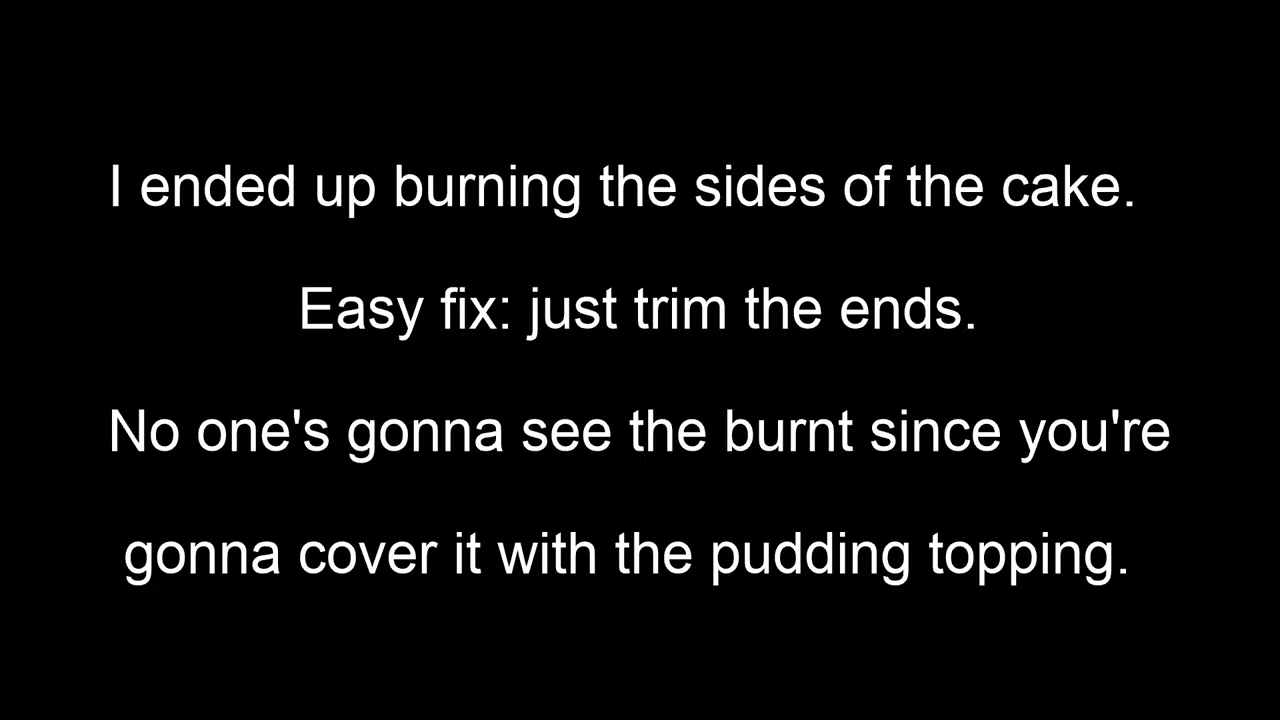 I ended up burning the sides of the cake.
Easy fix: just trim the ends.
No one's gonna see the burnt since you're
gonna cover it with the pudding topping.